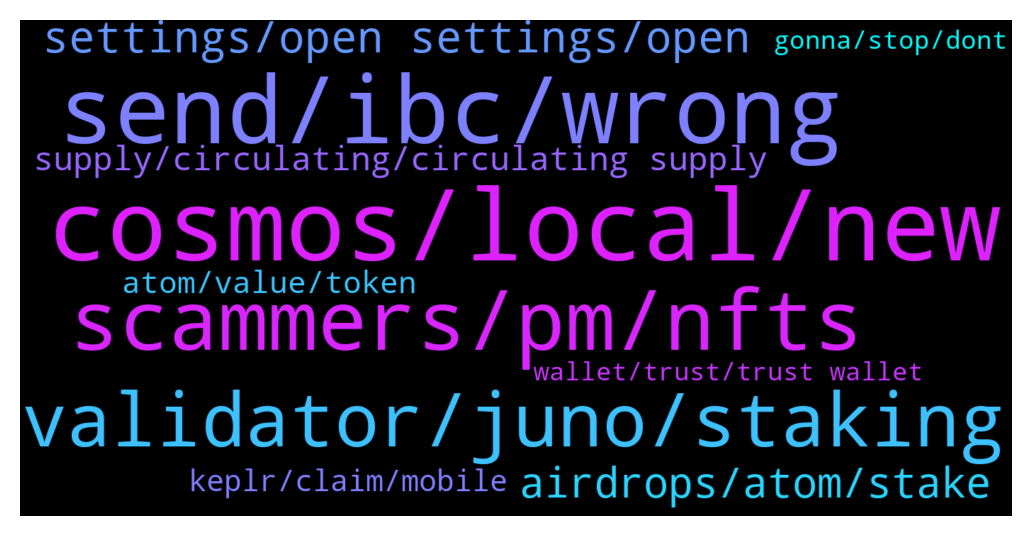 settings/open settings/open
gonna/stop/dont
send/ibc/wrong
supply/circulating/circulating supply
cosmos/local/new
atom/value/token
scammers/pm/nfts
wallet/trust/trust wallet
validator/juno/staking
keplr/claim/mobile
airdrops/atom/stake